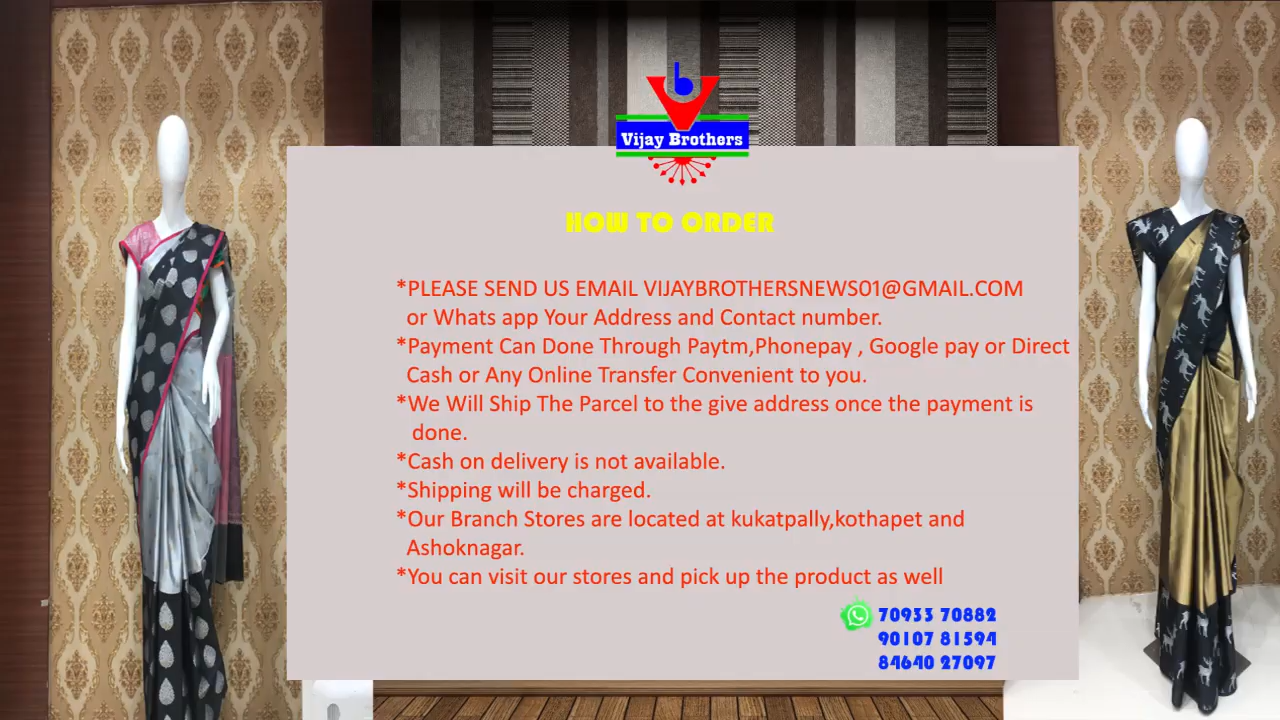 b
Vijay Brothers
HOW TO ORDER
*PLEASE SEND US EMAIL VIJAYBROTHERSNEWS01@GMAIL.COM
or Whats app Your Address and Contact number.
*Payment Can Done Through Paytm,Phonepay , Google pay or Direct
Cash or Any Online Transfer Convenient to you.
*We Will Ship The Parcel to the give address once the payment is
done.
*Cash on delivery is not available.
*Shipping will be charged.
*Our Branch Stores are located at kukatpally,kothapet and
Ashoknagar.
*You can visit our stores and pick up the product as well
70933 70882
90107 81594
84640 27097